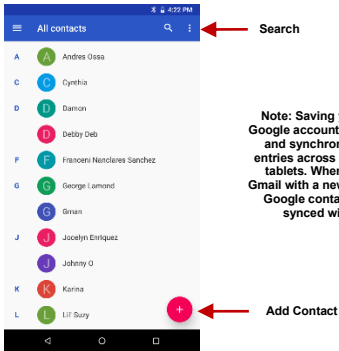 4:22 PM
All contacts
Search
A
A
Andres Ossa
C
C
Cynthia
D
D
Damon
D
Debby Deb
F
F
Franceni Nanclares Sanchez
G
G
George Lamond
G
Gman
J
J
Jocelyn Enriquez
J
Johnny O
K
K
Karina
L
L
Lil' Suzy
Note: Saving
Google account
and synchron
entries across
tablets. When
Gmail with a ne
Google conta
synced wi
Add Contact